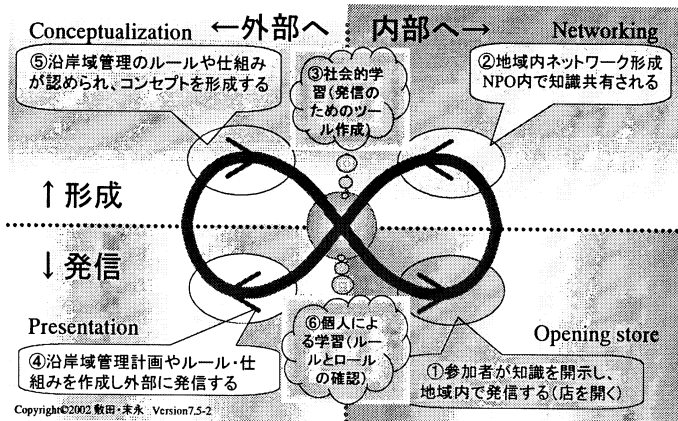 Conceptualization
←外部へ
内部へ→
Networking
⑤沿岸域管理のルールや仕組み
が認められ、コンセプトを形成する
③社会的学
習(発信の
ためのツー
ル作成)
②地域内ネットワーク形成
NPO内で知識共有される
↑形成
↓発信
Presentation
④沿岸域管理計画やルール・仕
組みを作成し外部に発信する
⑥個人によ
る学習(ルー
ルとロール
の確認)
Opening store
①参加者が知識を開示し、
地域内で発信する(店を開く)
Copyright©2002 敷田・末永 Version7.5-2